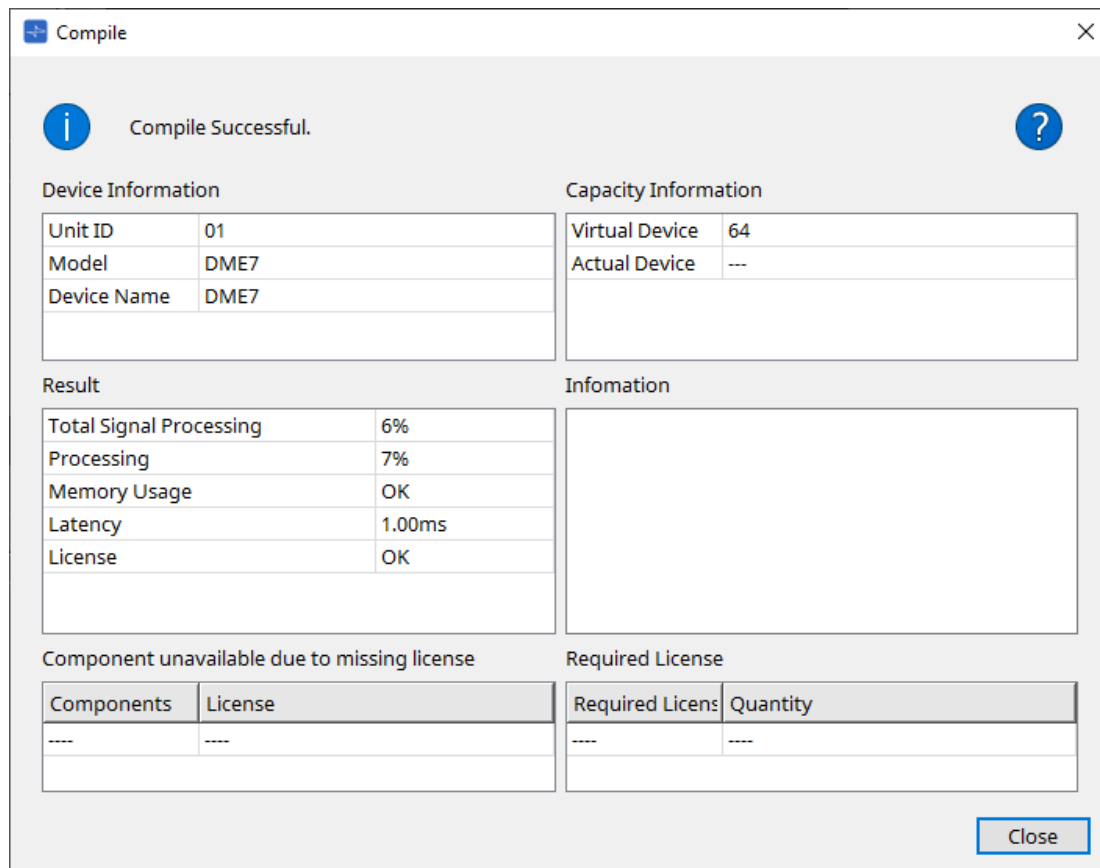 Compile
Compile Successful.
Device Information
Unit ID 01
Model DME7
Device Name DME7
Capacity Information
Virtual Device 64
Actual Device ---
Result
Total Signal Processing 6%
Processing 7%
Memory Usage OK
Latency 1.00ms
License OK
Infomation
Component unavailable due to missing license
Components License
---- ----
Required License
Required Licens Quantity
---- ----
Close